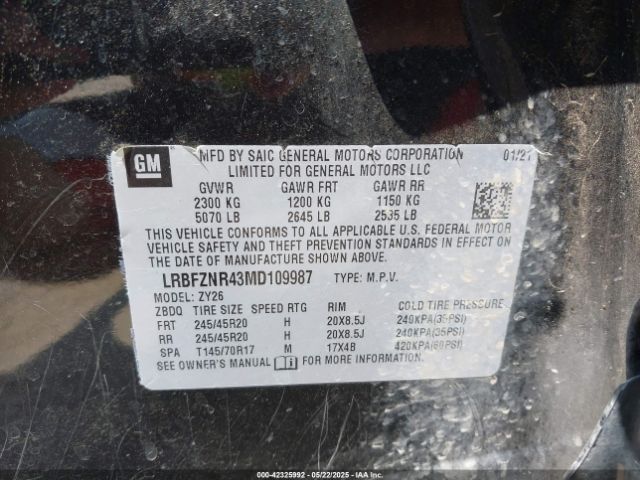 GM
MFD BY SAIC GENERAL MOTORS CORPORATION 01/21
LIMITED FOR GENERAL MOTORS LLC
GVWR GAWR FRT GAWR RR
2300 KG 1200 KG 1150 KG
5070 LB 2645 LB 2535 LB
THIS VEHICLE CONFORMS TO ALL APPLICABLE U.S. FEDERAL MOTOR
VEHICLE SAFETY AND THEFT PREVENTION STANDARDS IN EFFECT ON
THE DATE OF MANUFACTURE SHOWN ABOVE.
LRBFZNR43MD109987 TYPE: M.P.V.
MODEL: ZY26
ZBDQ TIRE SIZE SPEED RTG RIM COLD TIRE PRESSURE
FRT 245/45R20 H 20X8.5J 240KPA(35PSI)
RR 245/45R20 H 20X8.5J 240KPA(35PSI)
SPA T145/70R17 M 17X4B 420KPA(60PSI)
SEE OWNER'S MANUAL FOR MORE INFORMATION.
000-42325992 - 05/22/2025 - IAAI.COM